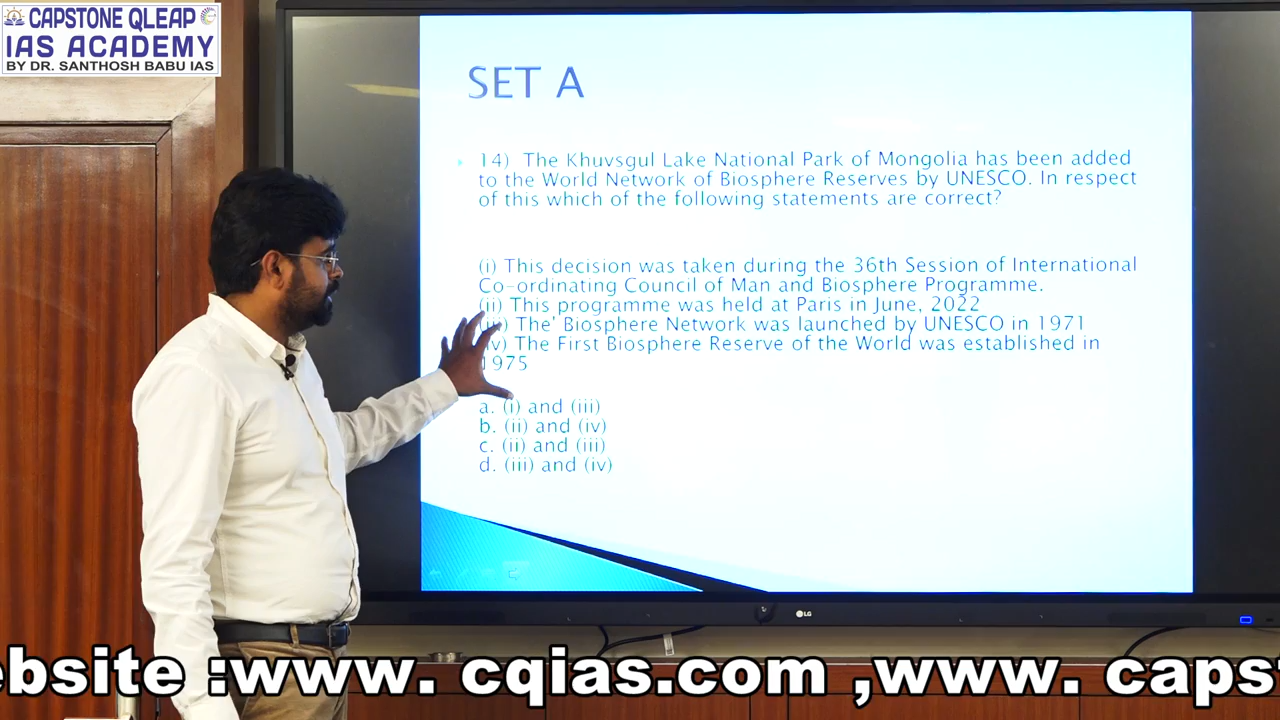 CAPSTONE QLEAP
IAS ACADEMY
BY DR. SANTHOSH BABU IAS
SET A
14) The Khuvsgul Lake National Park of Mongolia has been added
to the World Network of Biosphere Reserves by UNESCO. In respect
of this which of the following statements are correct?
(i) This decision was taken during the 36th Session of International
Co-ordinating Council of Man and Biosphere Programme.
(ii) This programme was held at Paris in June, 2022
(iii) The' Biosphere Network was launched by UNESCO in 1971
(iv) The First Biosphere Reserve of the World was established in
1975
a. (i) and (iii)
b. (ii) and (iv)
c. (ii) and (iii)
d. (iii) and (iv)
LG
ebsite :www. cqias.com ,www. caps